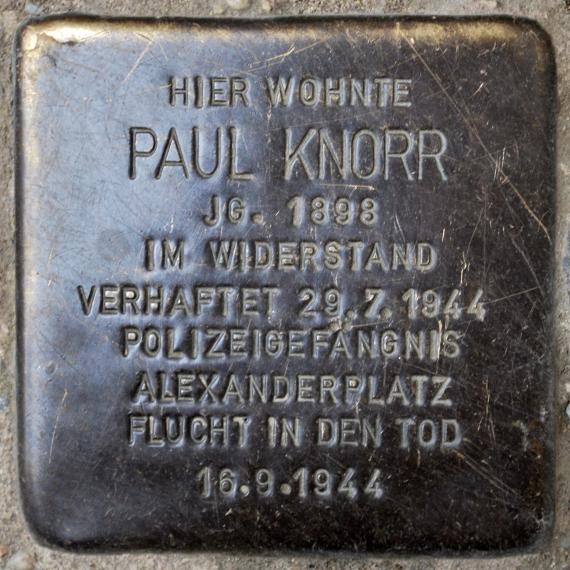 HIER WOHNTE
PAUL KNORR
JG. 1898
IM WIDERSTAND
VERHAFTET 29.7.1944
POLIZEIGEFÄNGNIS
ALEXANDERPLATZ
FLUCHT IN DEN TOD
16.9.1944